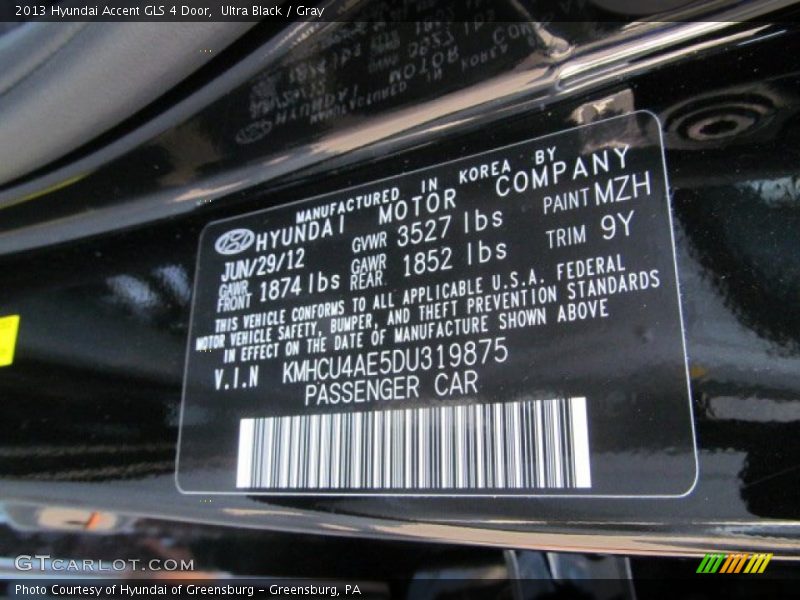 2013 Hyundai Accent GLS 4 Door, Ultra Black / Gray
MANUFACTURED IN KOREA BY
HYUNDAI MOTOR COMPANY
JUN/29/12 GVWR 3527 lbs PAINT MZH
GAWR FRONT 1874 lbs GAWR REAR 1852 lbs TRIM 9Y
THIS VEHICLE CONFORMS TO ALL APPLICABLE U.S.A. FEDERAL
MOTOR VEHICLE SAFETY, BUMPER, AND THEFT PREVENTION STANDARDS
IN EFFECT ON THE DATE OF MANUFACTURE SHOWN ABOVE
V.I.N KMHCU4AE5DU319875
PASSENGER CAR
GTCARLOT.COM
Photo Courtesy of Hyundai of Greensburg - Greensburg, PA